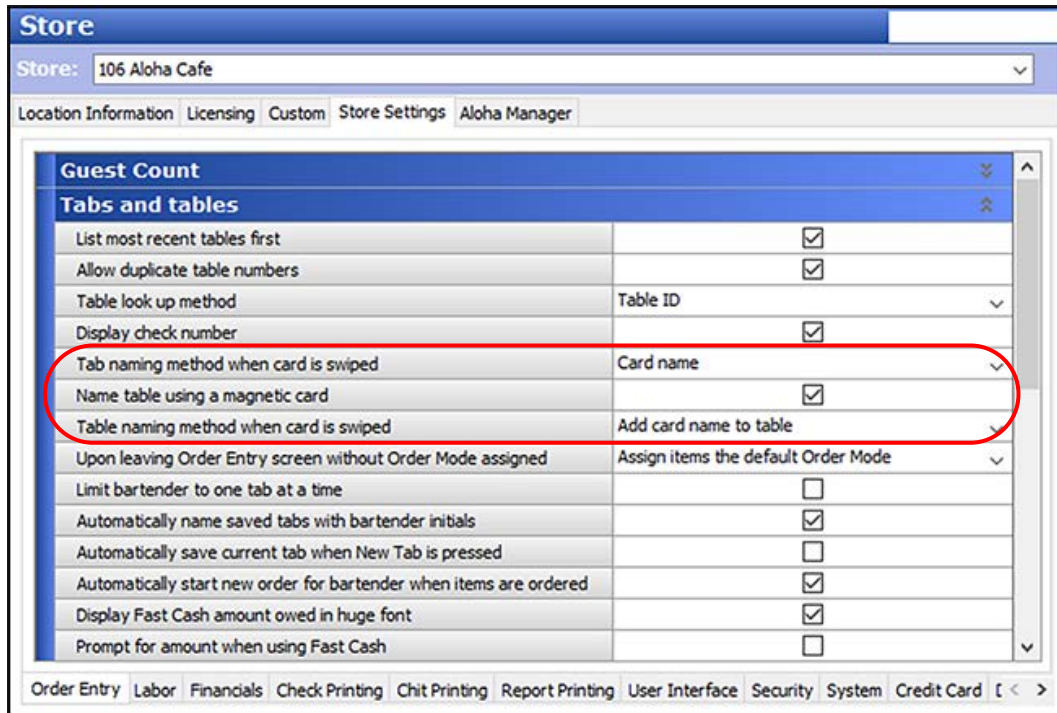 Store
Store: 106 Aloha Cafe
Location Information Licensing Custom Store Settings Aloha Manager
Guest Count
Tabs and tables
List most recent tables first
Allow duplicate table numbers
Table look up method Table ID
Display check number
Tab naming method when card is swiped Card name
Name table using a magnetic card
Table naming method when card is swiped Add card name to table
Upon leaving Order Entry screen without Order Mode assigned Assign items the default Order Mode
Limit bartender to one tab at a time
Automatically name saved tabs with bartender initials
Automatically save current tab when New Tab is pressed
Automatically start new order for bartender when items are ordered
Display Fast Cash amount owed in huge font
Prompt for amount when using Fast Cash
Order Entry Labor Financials Check Printing Chit Printing Report Printing User Interface Security System Credit Card